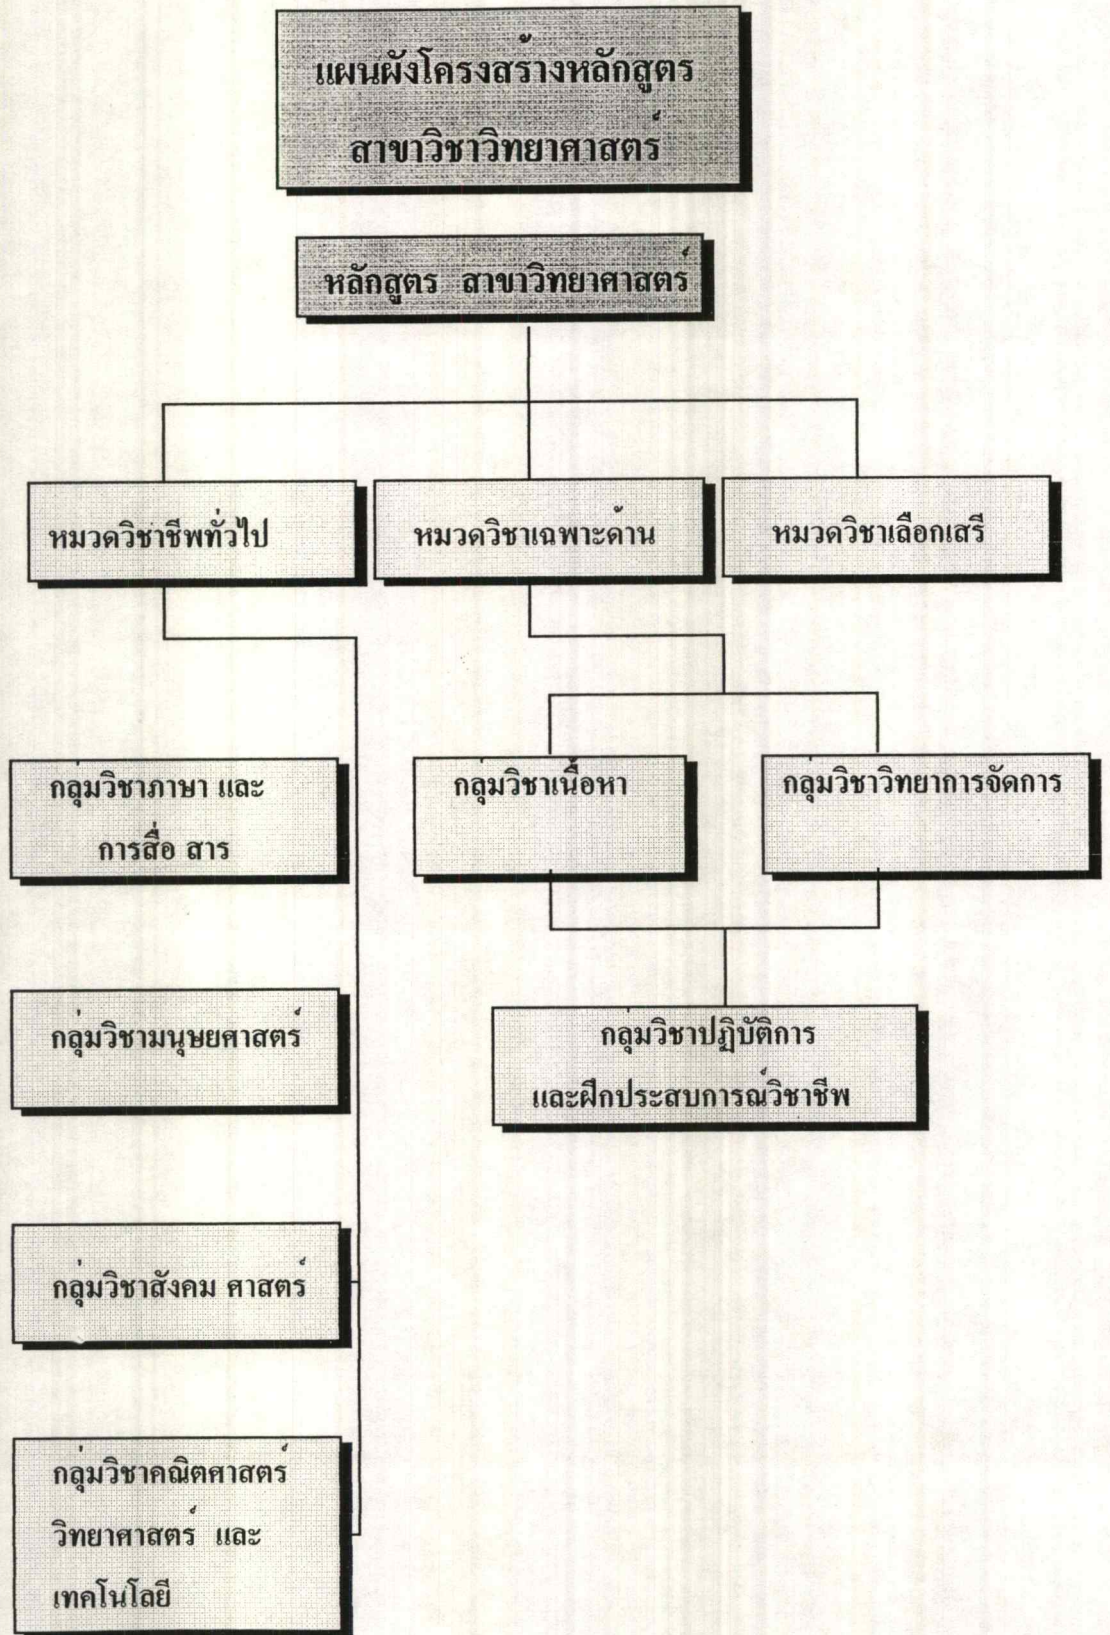 แผนผังโครงสร้างหลักสูตร
สาขาวิชาวิทยาศาสตร์
หลักสูตร สาขาวิทยาศาสตร์
หมวดวิชาชีพทั่วไป
หมวดวิชาเฉพาะด้าน
หมวดวิชาเลือกเสรี
กลุ่มวิชาภาษา และ
การสื่อ สาร
กลุ่มวิชาเนื้อหา
กลุ่มวิชาวิทยาการจัดการ
กลุ่มวิชามนุษยศาสตร์
กลุ่มวิชาปฏิบัติการ
และฝึกประสบการณ์วิชาชีพ
กลุ่มวิชาสังคม ศาสตร์
กลุ่มวิชาคณิตศาสตร์
วิทยาศาสตร์ และ
เทคโนโลยี